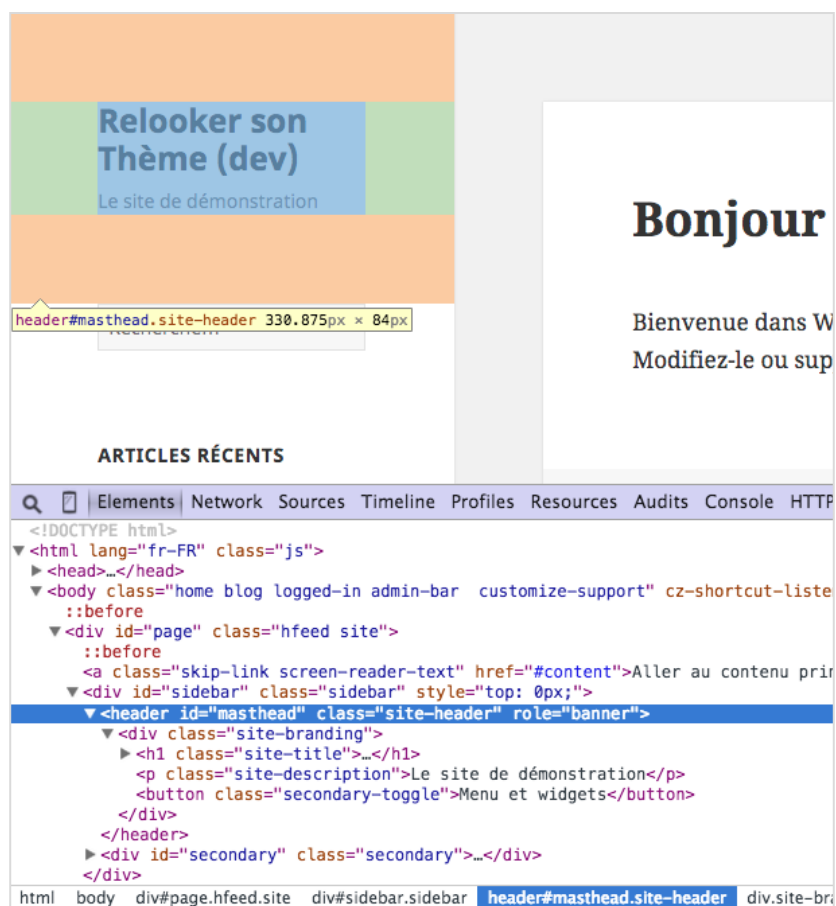 Relooker son
Thème (dev)
Le site de démonstration
header#masthead.site-header 330.875px × 84px
Bonjour
Bienvenue dans W
Modifiez-le ou sup
ARTICLES RÉCENTS
Elements Network Sources Timeline Profiles Resources Audits Console HTTP
<!DOCTYPE html>
▼<html lang="fr-FR" class="js">
▶<head>…</head>
▼<body class="home blog logged-in admin-bar  customize-support" cz-shortcut-liste
::before
▼<div id="page" class="hfeed site">
::before
<a class="skip-link screen-reader-text" href="#content">Aller au contenu prin
▼<div id="sidebar" class="sidebar" style="top: 0px;">
▼<header id="masthead" class="site-header" role="banner">
▼<div class="site-branding">
▶<h1 class="site-title">…</h1>
<p class="site-description">Le site de démonstration</p>
<button class="secondary-toggle">Menu et widgets</button>
</div>
</header>
▶<div id="secondary" class="secondary">…</div>
</div>
html body div#page.hfeed.site div#sidebar.sidebar header#masthead.site-header div.site-bra